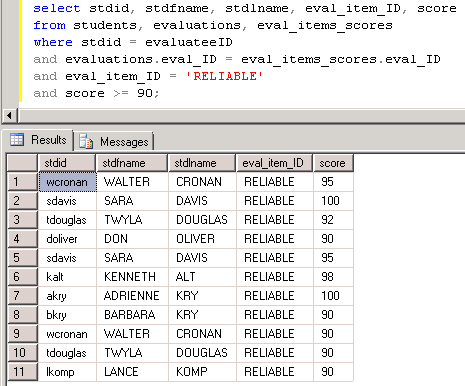 select stdid, stdfname, stdlname, eval_item_ID, score
from students, evaluations, eval_items_scores
where stdid = evaluateeID
and evaluations.eval_ID = eval_items_scores.eval_ID
and eval_item_ID = 'RELIABLE'
and score >= 90;
Results Messages
stdid stdfname stdlname eval_item_ID score
1 wcronan WALTER CRONAN RELIABLE 95
2 sdavis SARA DAVIS RELIABLE 100
3 tdouglas TWYLA DOUGLAS RELIABLE 92
4 doliver DON OLIVER RELIABLE 90
5 sdavis SARA DAVIS RELIABLE 95
6 kalt KENNETH ALT RELIABLE 98
7 akry ADRIENNE KRY RELIABLE 100
8 bkry BARBARA KRY RELIABLE 90
9 wcronan WALTER CRONAN RELIABLE 90
10 tdouglas TWYLA DOUGLAS RELIABLE 90
11 lkomp LANCE KOMP RELIABLE 90